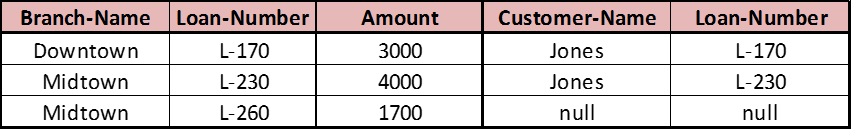 Branch-Name Loan-Number Amount Customer-Name Loan-Number
Downtown L-170 3000 Jones L-170
Midtown L-230 4000 Jones L-230
Midtown L-260 1700 null null